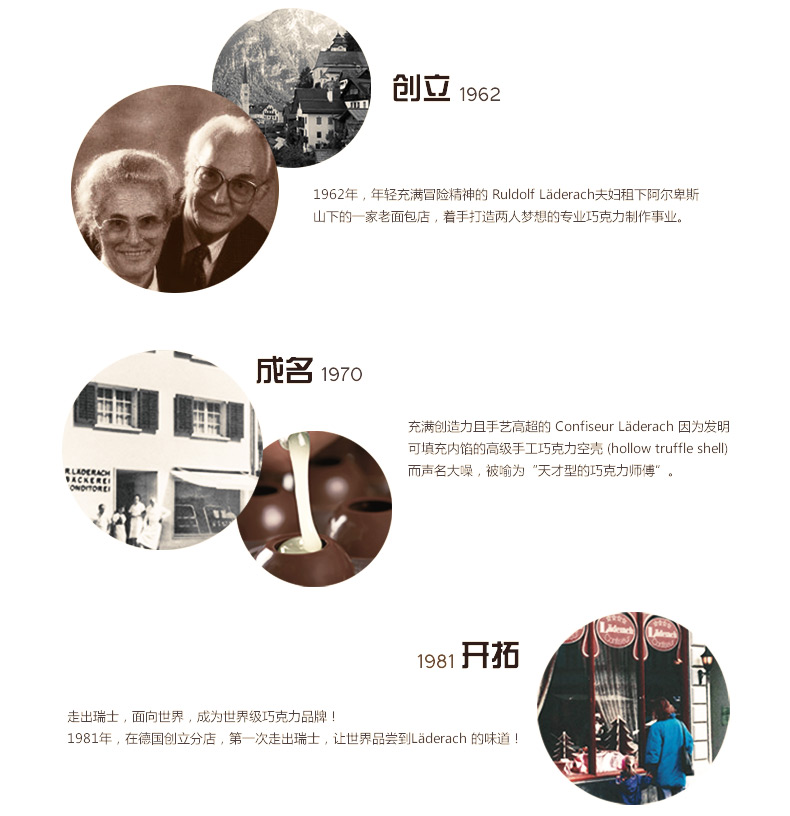 创立 1962
1962年，年轻充满冒险精神的 Ruldolf Läderach夫妇租下阿尔卑斯
山下的一家老面包店，着手打造两人梦想的专业巧克力制作事业。
成名 1970
充满创造力且手艺高超的 Confiseur Läderach 因为发明
可填充内馅的高级手工巧克力空壳 (hollow truffle shell)
而声名大噪，被喻为“天才型的巧克力师傅”。
R.LÄDERACH
BÄCKEREI
ONDITOREI
1981 开拓
Läderach Läderach
Confiseur
走出瑞士，面向世界，成为世界级巧克力品牌！
1981年，在德国创立分店，第一次走出瑞士，让世界品尝到Läderach 的味道！